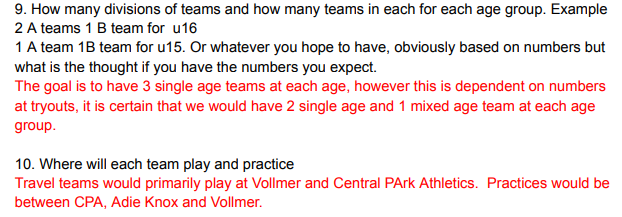 9. How many divisions of teams and how many teams in each for each age group. Example
2 A teams 1 B team for  u16
1 A team 1B team for u15. Or whatever you hope to have, obviously based on numbers but
what is the thought if you have the numbers you expect.
The goal is to have 3 single age teams at each age, however this is dependent on numbers
at tryouts, it is certain that we would have 2 single age and 1 mixed age team at each age
group.
10. Where will each team play and practice
Travel teams would primarily play at Vollmer and Central PArk Athletics.  Practices would be
between CPA, Adie Knox and Vollmer.